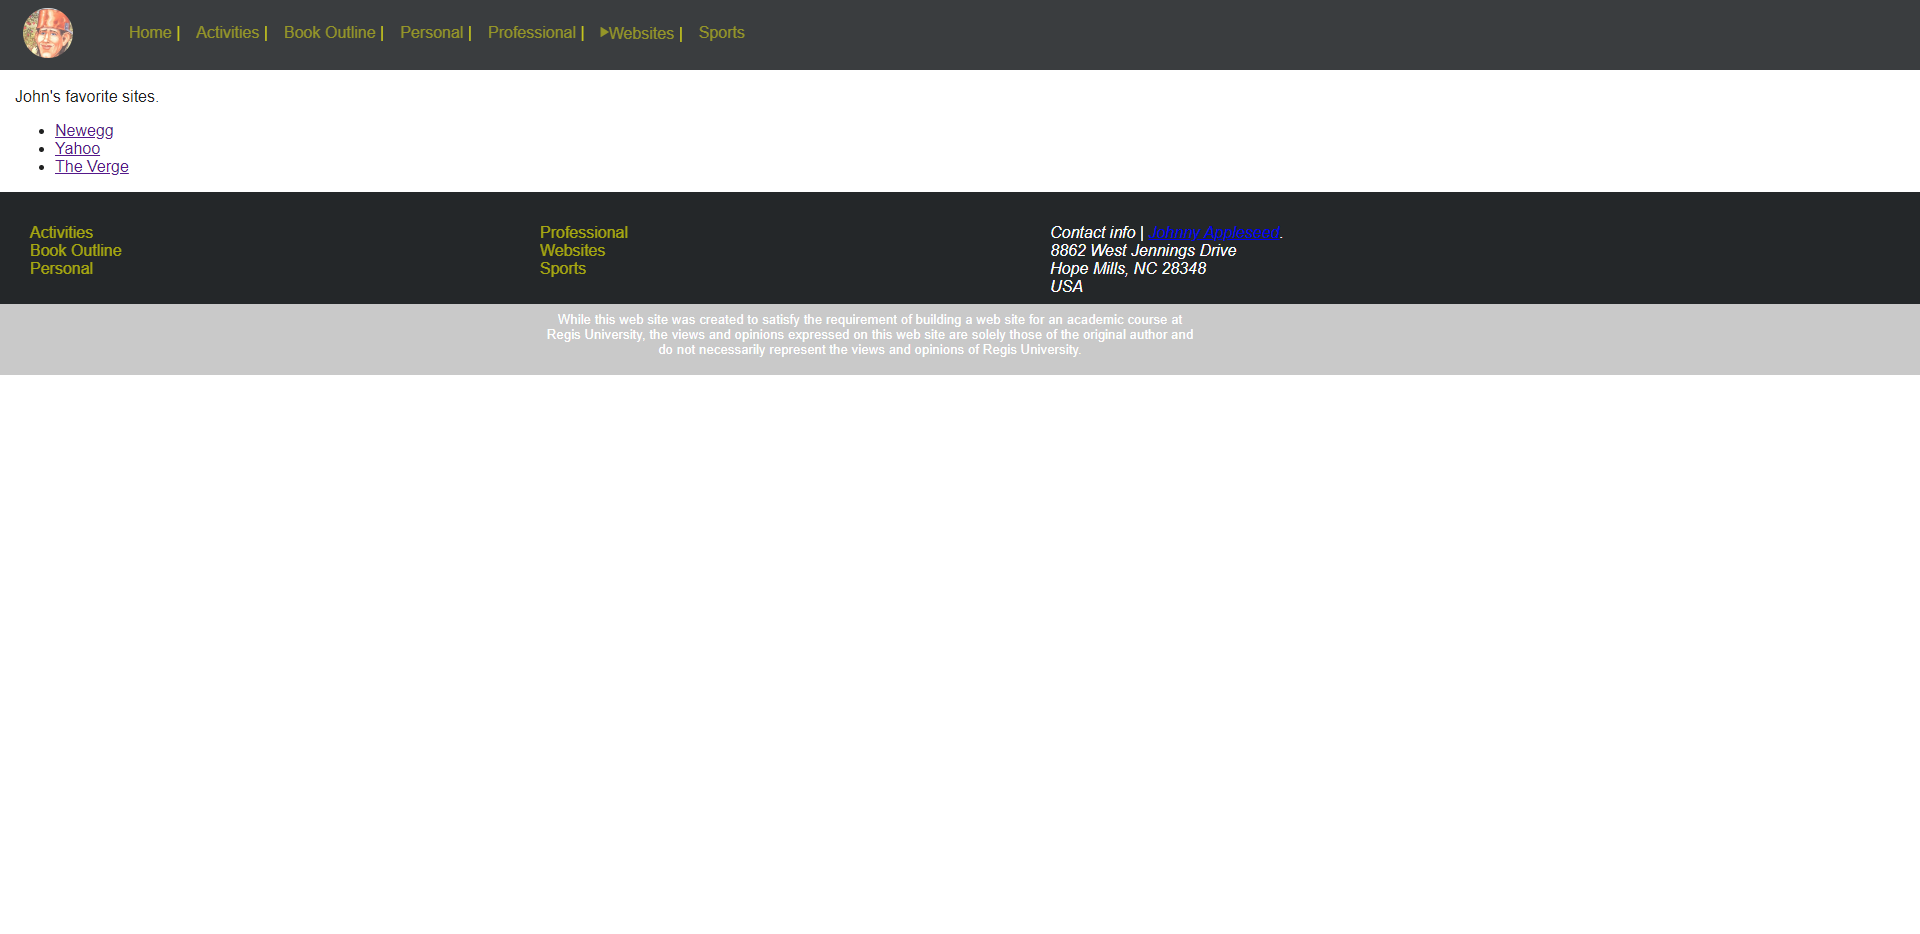 Home | Activities | Book Outline | Personal | Professional | Websites | Sports
John's favorite sites.
Newegg
Yahoo
The Verge
Activities
Book Outline
Personal
Professional
Websites
Sports
Contact info | Johnny Appleseed.
8862 West Jennings Drive
Hope Mills, NC 28348
USA
While this web site was created to satisfy the requirement of building a web site for an academic course at
Regis University, the views and opinions expressed on this web site are solely those of the original author and
do not necessarily represent the views and opinions of Regis University.